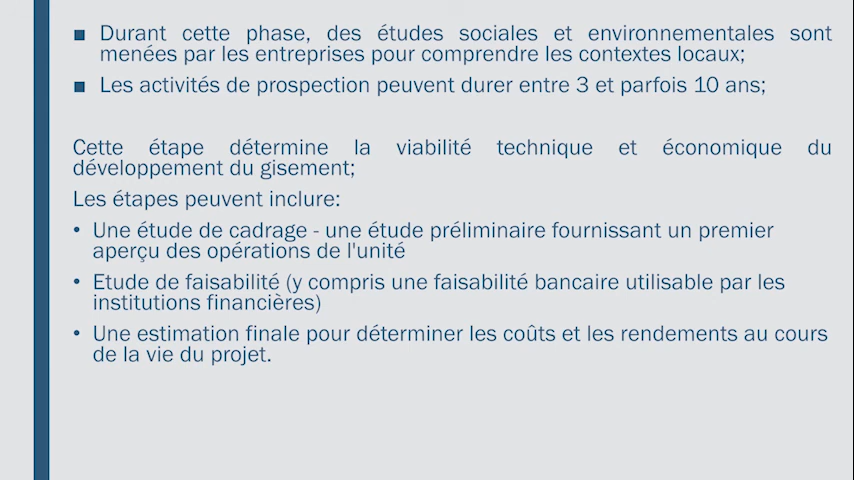 ■ Durant cette phase, des études sociales et environnementales sont
menées par les entreprises pour comprendre les contextes locaux;
■ Les activités de prospection peuvent durer entre 3 et parfois 10 ans;
Cette étape détermine la viabilité technique et économique du
développement du gisement;
Les étapes peuvent inclure:
• Une étude de cadrage - une étude préliminaire fournissant un premier
aperçu des opérations de l'unité
• Etude de faisabilité (y compris une faisabilité bancaire utilisable par les
institutions financières)
• Une estimation finale pour déterminer les coûts et les rendements au cours
de la vie du projet.